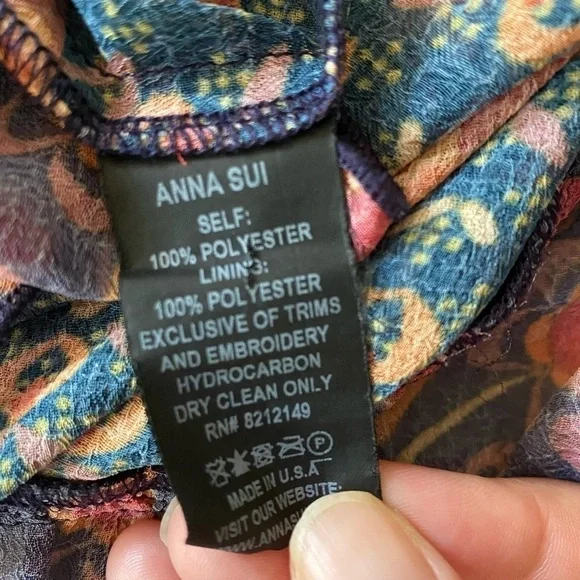 ANNA SUI
SELF:
100% POLYESTER
LINING:
100% POLYESTER
EXCLUSIVE OF TRIMS
AND EMBROIDERY
HYDROCARBON
DRY CLEAN ONLY
RN# 8212149
P
MADE IN U.S.A
VISIT OUR WEBSITE: